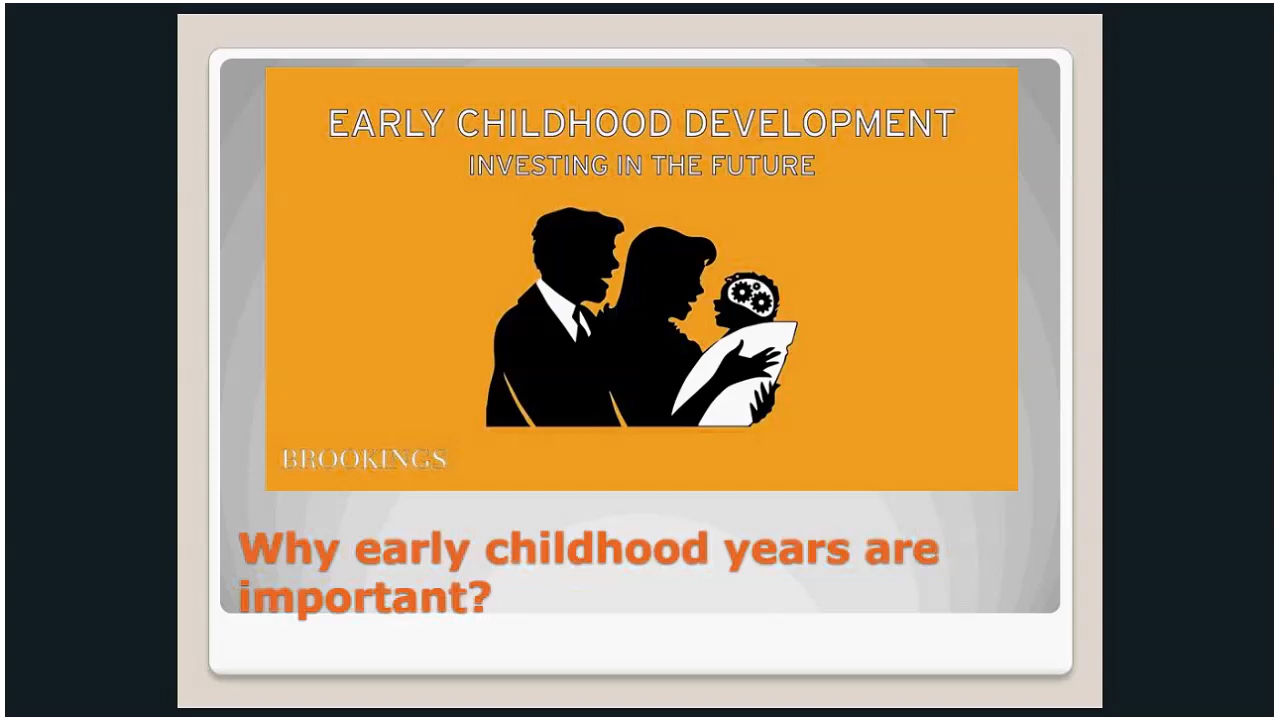 EARLY CHILDHOOD DEVELOPMENT
INVESTING IN THE FUTURE
BROOKINGS
Why early childhood years are
important?